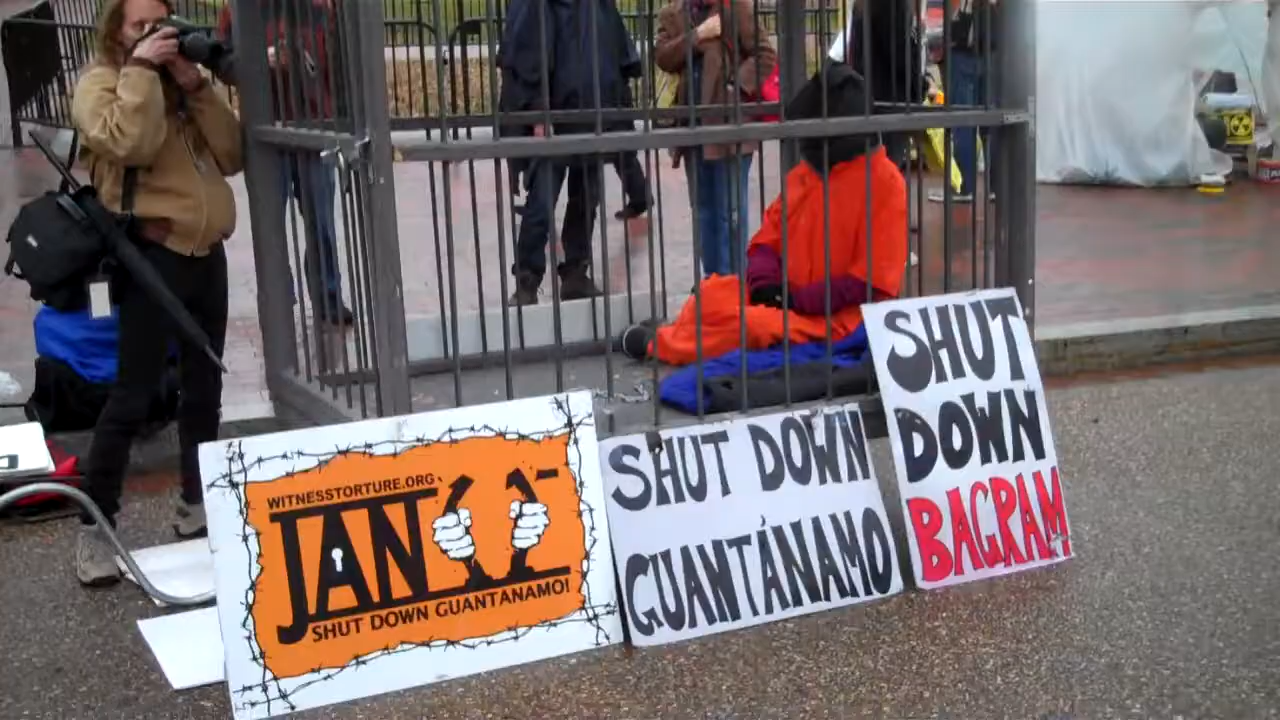 WITNESSTORTURE.ORG
JAN 11
SHUT DOWN GUANTANAMO!
SHUT DOWN
GUANTÁNAMO
SHUT
DOWN
BAGRAM